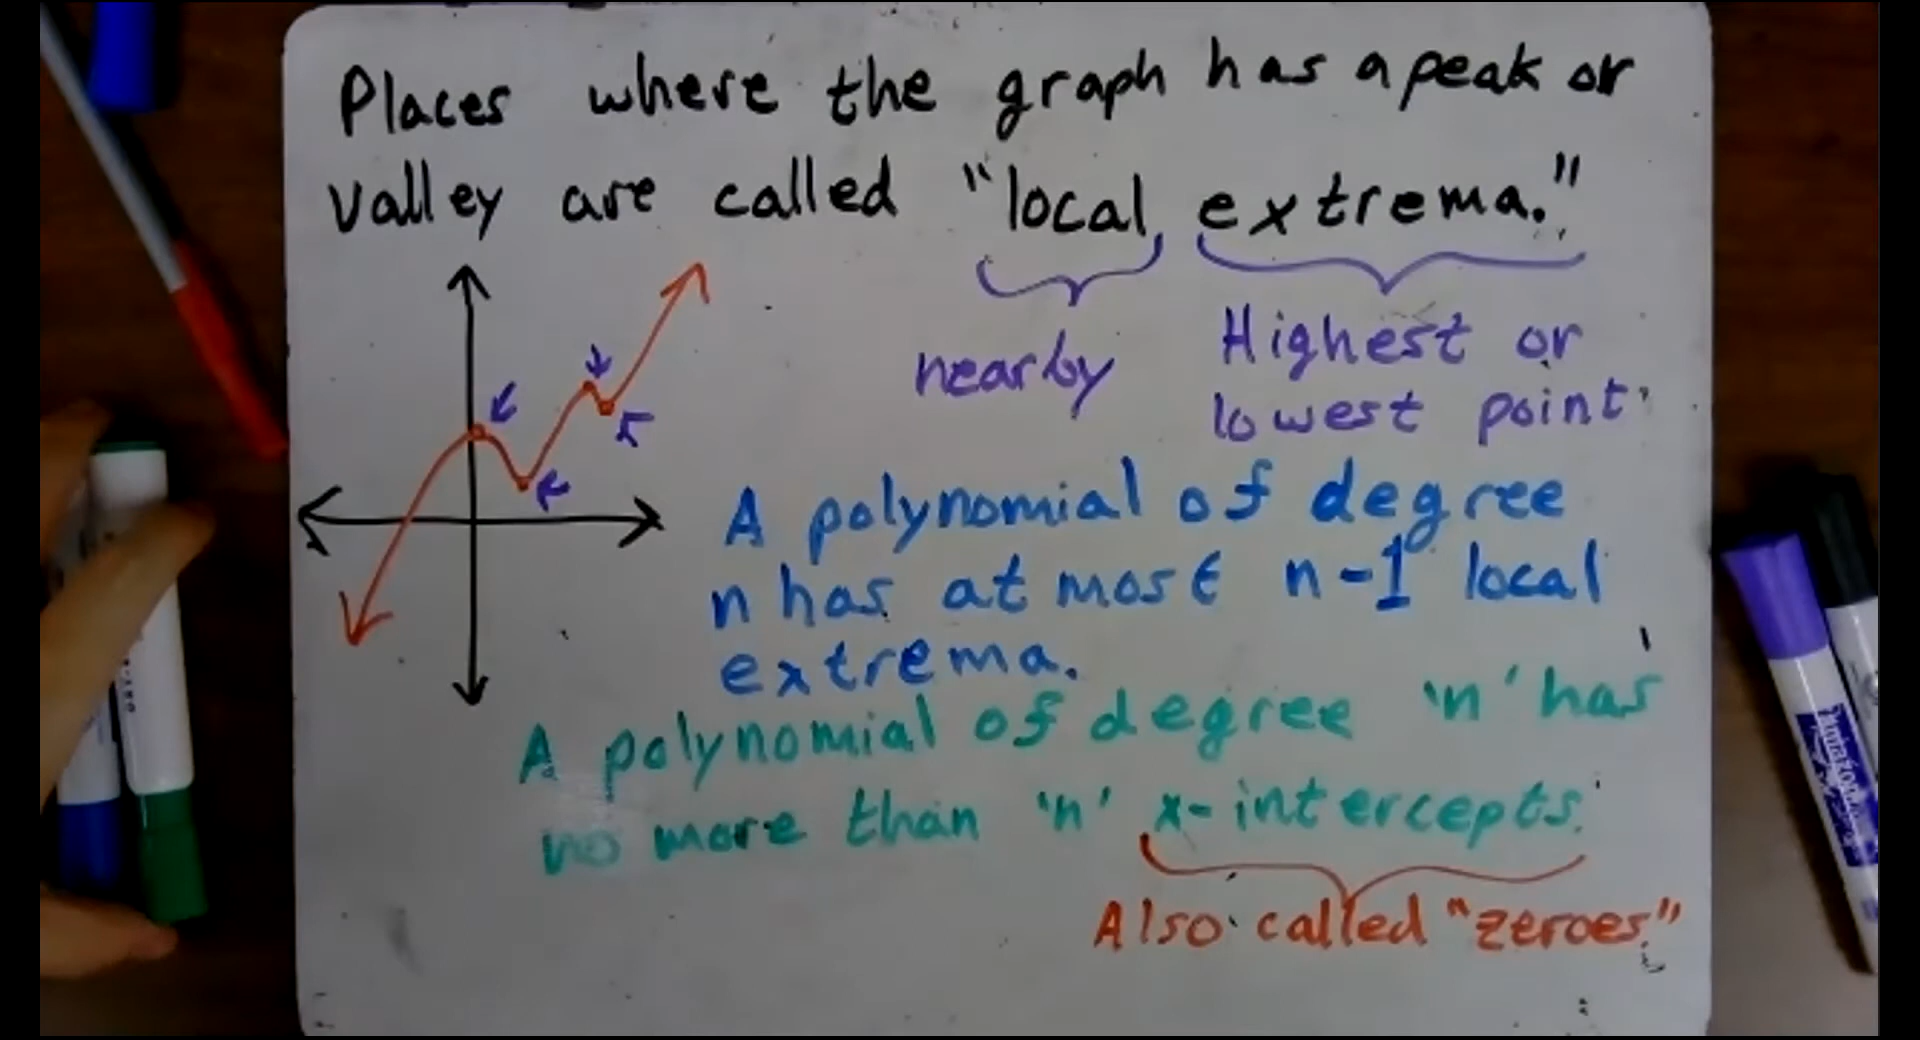 Places where the graph has a peak or
valley are called "local extrema."
nearby
Highest or
lowest point
A polynomial of degree
n has at most n-1 local
extrema.
A polynomial of degree 'n' has
no more than 'n' x-intercepts.
Also called "zeroes."